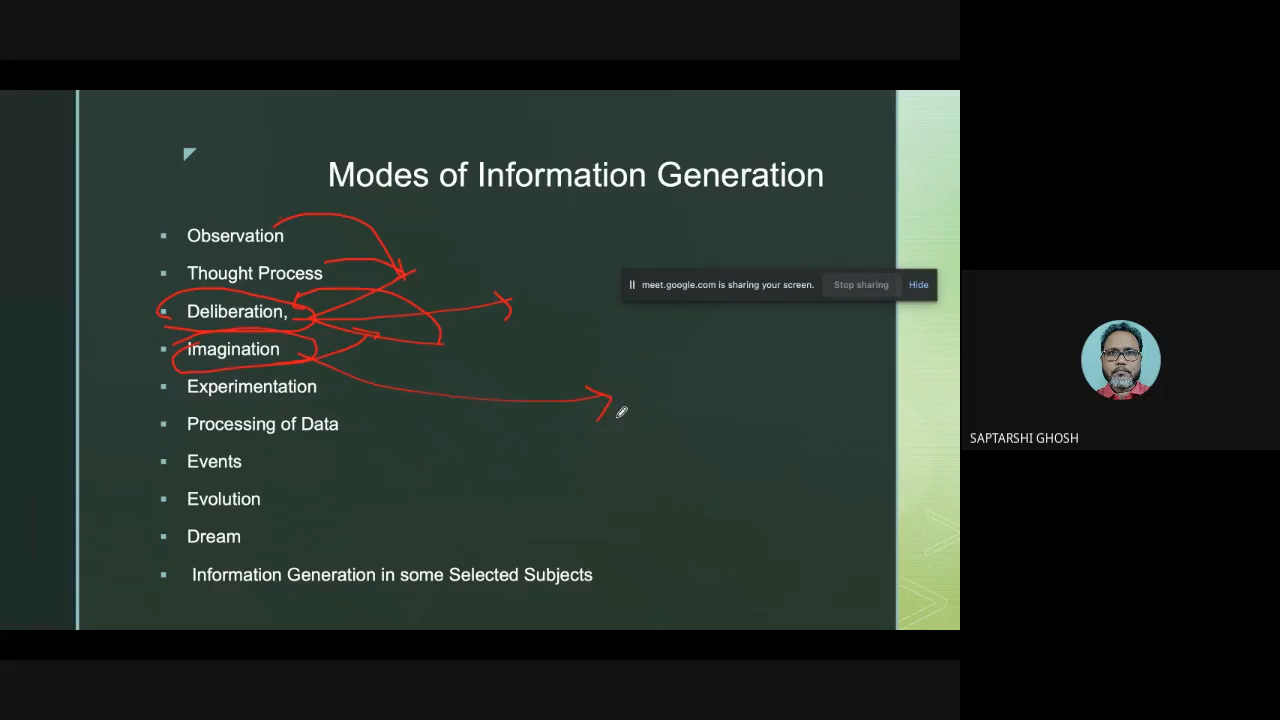 Modes of Information Generation
Observation
Thought Process
Deliberation,
Imagination
Experimentation
Processing of Data
Events
Evolution
Dream
Information Generation in some Selected Subjects
meet.google.com is sharing your screen. Stop sharing Hide
SAPTARSHI GHOSH